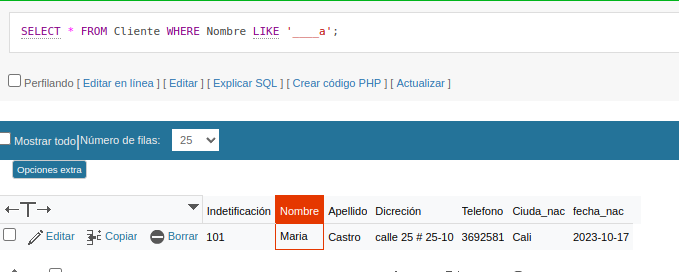 SELECT * FROM Cliente WHERE Nombre LIKE '____a';
Perfilando [ Editar en línea ] [ Editar ] [ Explicar SQL ] [ Crear código PHP ] [ Actualizar ]
Mostrar todo | Número de filas: 25
Opciones extra
Indetificación Nombre Apellido Dicreción Telefono Ciuda_nac fecha_nac
Editar Copiar Borrar 101 Maria Castro calle 25 # 25-10 3692581 Cali 2023-10-17